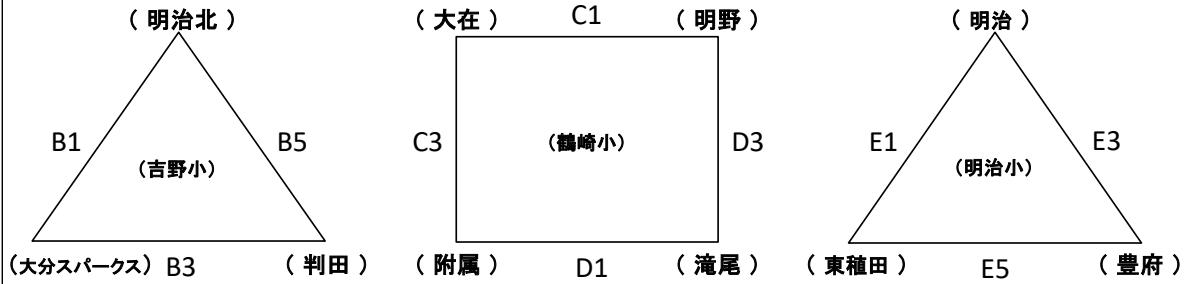 ( 明治北 )
B1
B5
(吉野小)
(大分スパークス) B3 ( 判田 )
( 大在 ) C1 ( 明野 )
C3
(鶴崎小)
D3
( 附属 ) D1 ( 滝尾 )
( 明治 )
E1
E3
(明治小)
( 東稙田 ) E5 ( 豊府 )